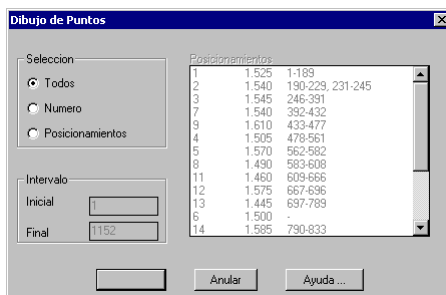 Dibujo de Puntos
Seleccion
Todos
Numero
Posicionamientos
Intervalo
Inicial 1
Final 1152
Posicionamientos
1 1.525 1-189
2 1.540 190-229, 231-245
3 1.545 246-391
7 1.540 392-432
9 1.610 433-477
4 1.505 478-561
5 1.570 562-582
8 1.490 583-608
11 1.460 609-666
12 1.575 667-696
13 1.445 697-789
6 1.500 -
14 1.585 790-833
Anular Ayuda ...